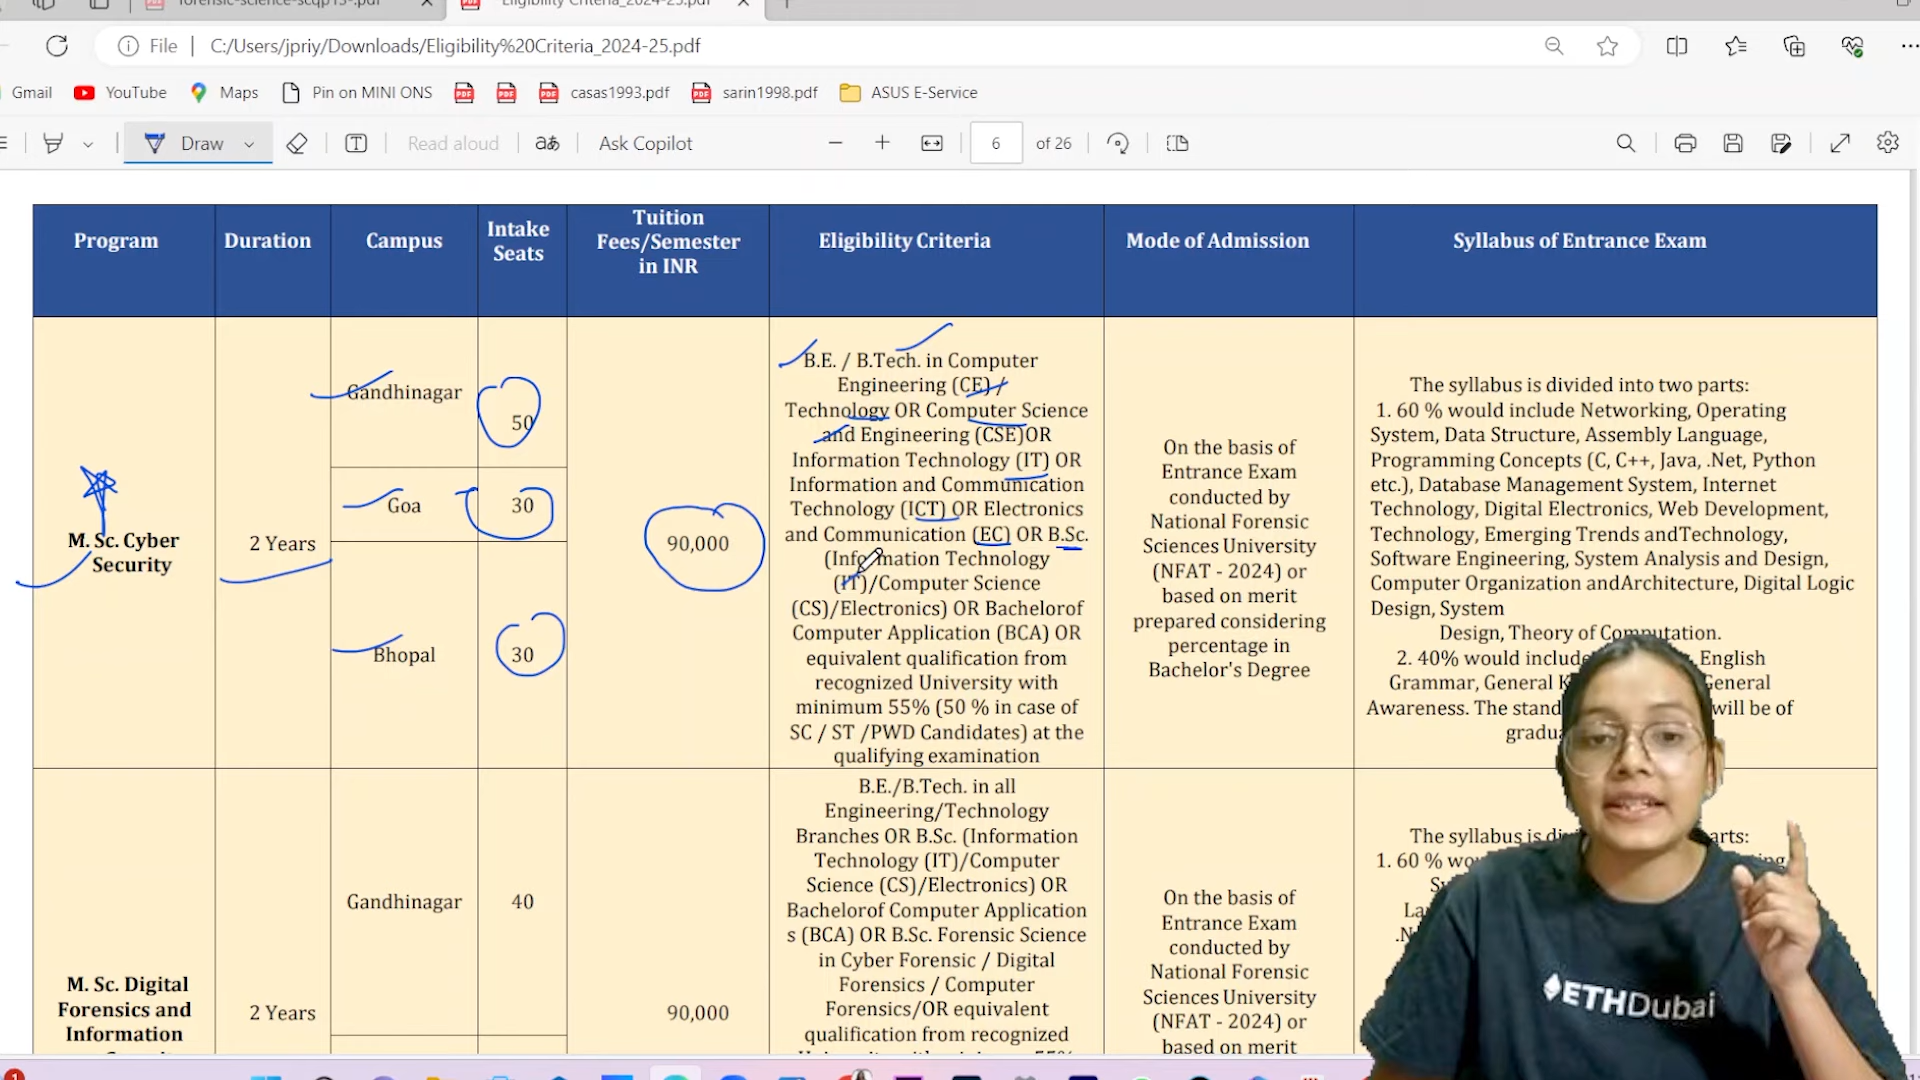 forensic-science-scqp13-.pdf
Eligibility Criteria_2024-25.pdf
File
C:/Users/jpriy/Downloads/Eligibility%20Criteria_2024-25.pdf
Gmail
YouTube
Maps
Pin on MINI ONS
casas1993.pdf
sarin1998.pdf
ASUS E-Service
Draw
Read aloud
Ask Copilot
6
of 26
Program
Duration
Campus
Intake
Seats
Tuition
Fees/Semester
in INR
Eligibility Criteria
Mode of Admission
Syllabus of Entrance Exam
M. Sc. Cyber
Security
2 Years
Gandhinagar
50
Goa
30
Bhopal
30
90,000
B.E. / B.Tech. in Computer
Engineering (CE) /
Technology OR Computer Science
and Engineering (CSE)OR
Information Technology (IT) OR
Information and Communication
Technology (ICT) OR Electronics
and Communication (EC) OR B.Sc.
(Information Technology
(IT)/Computer Science
(CS)/Electronics) OR Bachelorof
Computer Application (BCA) OR
equivalent qualification from
recognized University with
minimum 55% (50 % in case of
SC / ST /PWD Candidates) at the
qualifying examination
On the basis of
Entrance Exam
conducted by
National Forensic
Sciences University
(NFAT - 2024) or
based on merit
prepared considering
percentage in
Bachelor's Degree
The syllabus is divided into two parts:
1. 60 % would include Networking, Operating
System, Data Structure, Assembly Language,
Programming Concepts (C, C++, Java, .Net, Python
etc.), Database Management System, Internet
Technology, Digital Electronics, Web Development,
Technology, Emerging Trends andTechnology,
Software Engineering, System Analysis and Design,
Computer Organization andArchitecture, Digital Logic
Design, System
Design, Theory of Computation.
2. 40% would include English
Grammar, General General
Awareness. The will be of
M. Sc. Digital
Forensics and
Information
2 Years
Gandhinagar
40
90,000
B.E./B.Tech. in all
Engineering/Technology
Branches OR B.Sc. (Information
Technology (IT)/Computer
Science (CS)/Electronics) OR
Bachelorof Computer Application
s (BCA) OR B.Sc. Forensic Science
in Cyber Forensic / Digital
Forensics / Computer
Forensics/OR equivalent
qualification from recognized
On the basis of
Entrance Exam
conducted by
National Forensic
Sciences University
(NFAT - 2024) or
based on merit
The syllabus is
1. 60 %
ETHDubai